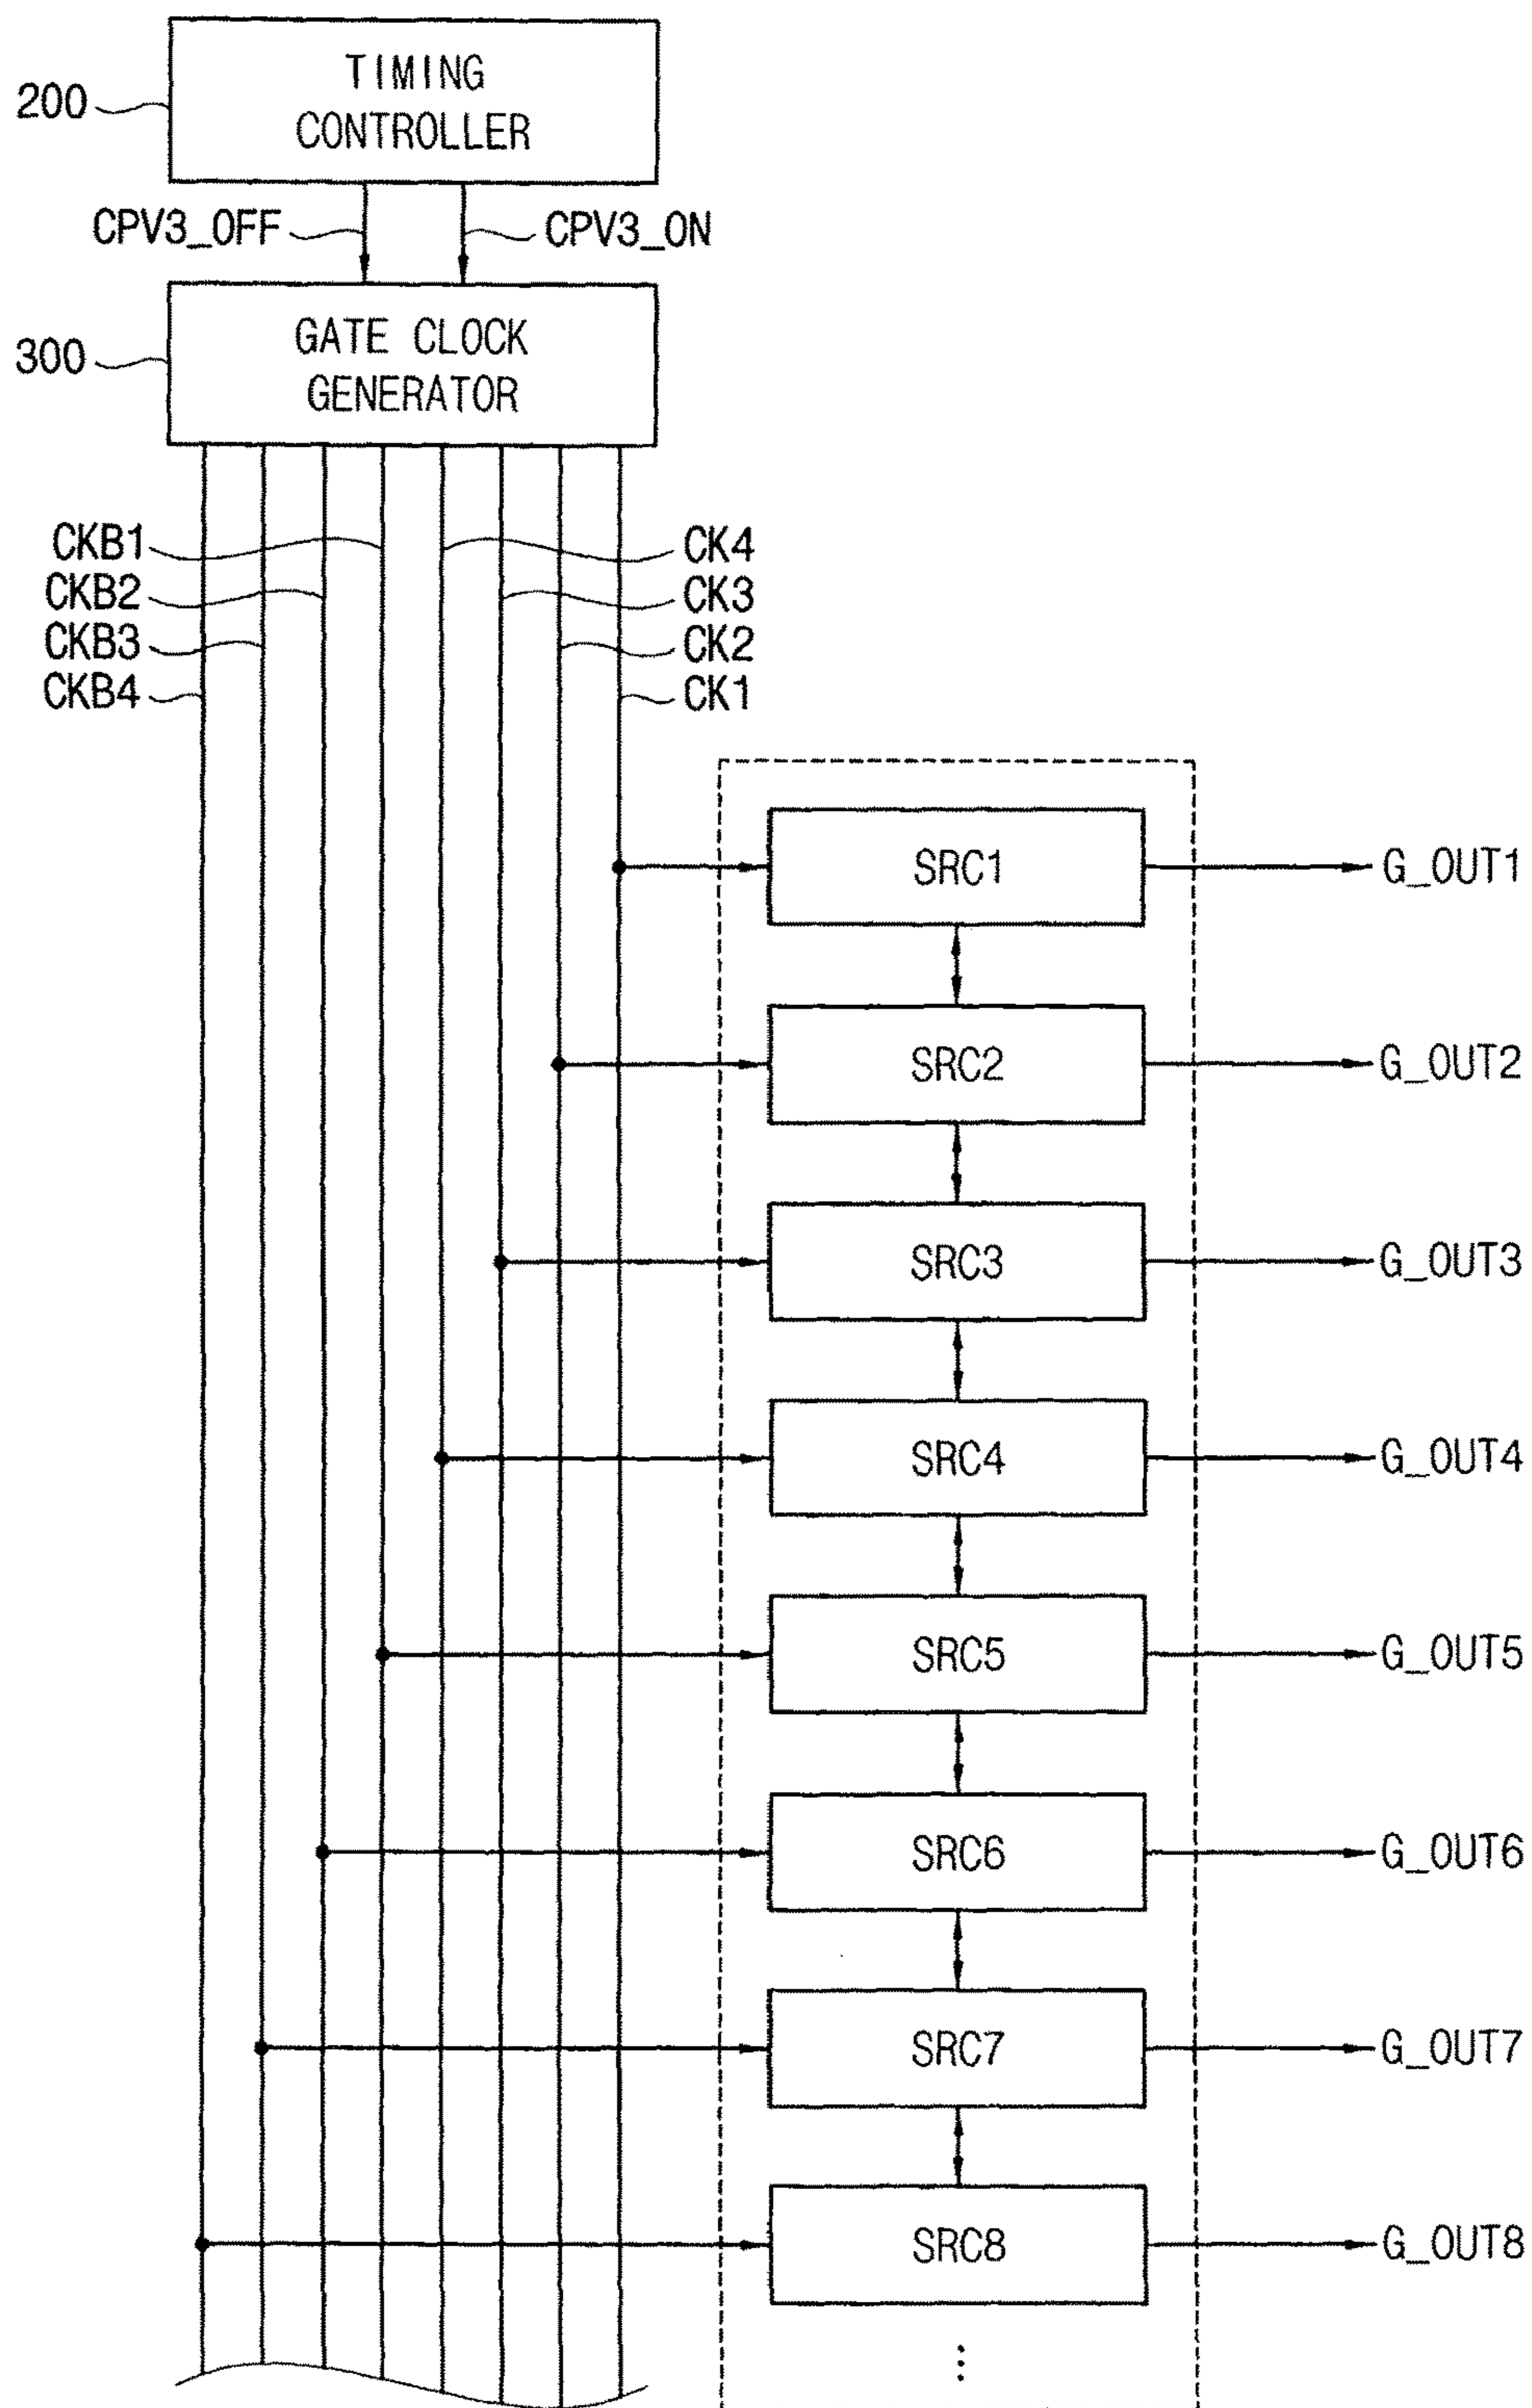 TIMING
CONTROLLER
200
CPV3_OFF
CPV3_ON
GATE CLOCK
GENERATOR
300
CKB1
CKB2
CKB3
CKB4
CK4
CK3
CK2
CK1
SRC1
G_OUT1
SRC2
G_OUT2
SRC3
G_OUT3
SRC4
G_OUT4
SRC5
G_OUT5
SRC6
G_OUT6
SRC7
G_OUT7
SRC8
G_OUT8